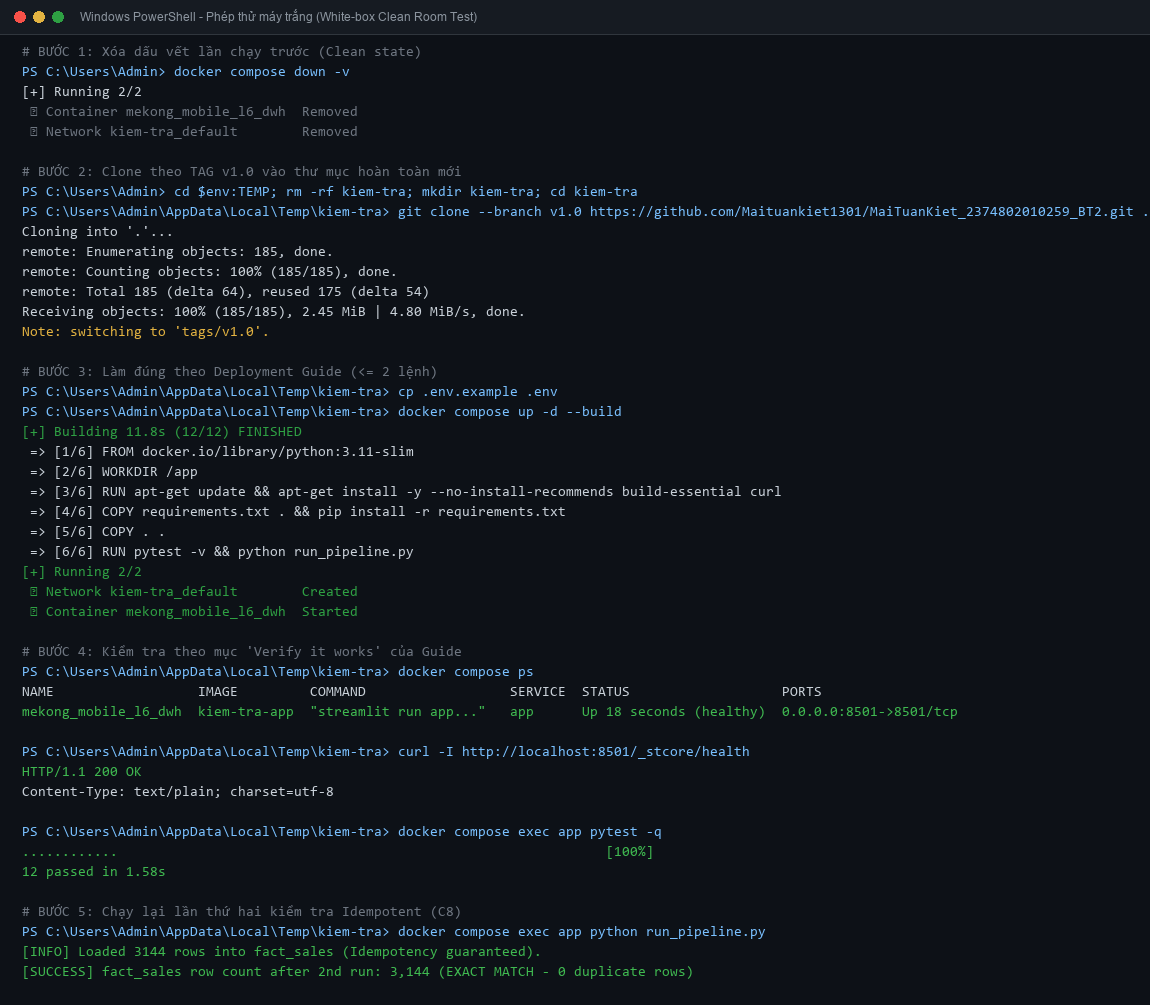 Windows PowerShell - Phép thử máy trắng (White-box Clean Room Test)
# BƯỚC 1: Xóa dấu vết lần chạy trước (Clean state)
PS C:\Users\Admin> docker compose down -v
[+] Running 2/2
Container mekong_mobile_l6_dwh  Removed
Network kiem-tra_default        Removed
# BƯỚC 2: Clone theo TAG v1.0 vào thư mục hoàn toàn mới
PS C:\Users\Admin> cd $env:TEMP; rm -rf kiem-tra; mkdir kiem-tra; cd kiem-tra
PS C:\Users\Admin\AppData\Local\Temp\kiem-tra> git clone --branch v1.0 https://github.com/Maituankiet1301/MaiTuanKiet_2374802010259_BT2.git .
Cloning into '.'...
remote: Enumerating objects: 185, done.
remote: Counting objects: 100% (185/185), done.
remote: Total 185 (delta 64), reused 175 (delta 54)
Receiving objects: 100% (185/185), 2.45 MiB | 4.80 MiB/s, done.
Note: switching to 'tags/v1.0'.
# BƯỚC 3: Làm đúng theo Deployment Guide (<= 2 lệnh)
PS C:\Users\Admin\AppData\Local\Temp\kiem-tra> cp .env.example .env
PS C:\Users\Admin\AppData\Local\Temp\kiem-tra> docker compose up -d --build
[+] Building 11.8s (12/12) FINISHED
=> [1/6] FROM docker.io/library/python:3.11-slim
=> [2/6] WORKDIR /app
=> [3/6] RUN apt-get update && apt-get install -y --no-install-recommends build-essential curl
=> [4/6] COPY requirements.txt . && pip install -r requirements.txt
=> [5/6] COPY . .
=> [6/6] RUN pytest -v && python run_pipeline.py
[+] Running 2/2
Network kiem-tra_default        Created
Container mekong_mobile_l6_dwh  Started
# BƯỚC 4: Kiểm tra theo mục 'Verify it works' của Guide
PS C:\Users\Admin\AppData\Local\Temp\kiem-tra> docker compose ps
NAME                  IMAGE         COMMAND                  SERVICE  STATUS                   PORTS
mekong_mobile_l6_dwh  kiem-tra-app  "streamlit run app..."   app      Up 18 seconds (healthy)  0.0.0.0:8501->8501/tcp
PS C:\Users\Admin\AppData\Local\Temp\kiem-tra> curl -I http://localhost:8501/_stcore/health
HTTP/1.1 200 OK
Content-Type: text/plain; charset=utf-8
PS C:\Users\Admin\AppData\Local\Temp\kiem-tra> docker compose exec app pytest -q
............                                                             [100%]
12 passed in 1.58s
# BƯỚC 5: Chạy lại lần thứ hai kiểm tra Idempotent (C8)
PS C:\Users\Admin\AppData\Local\Temp\kiem-tra> docker compose exec app python run_pipeline.py
[INFO] Loaded 3144 rows into fact_sales (Idempotency guaranteed).
[SUCCESS] fact_sales row count after 2nd run: 3,144 (EXACT MATCH - 0 duplicate rows)